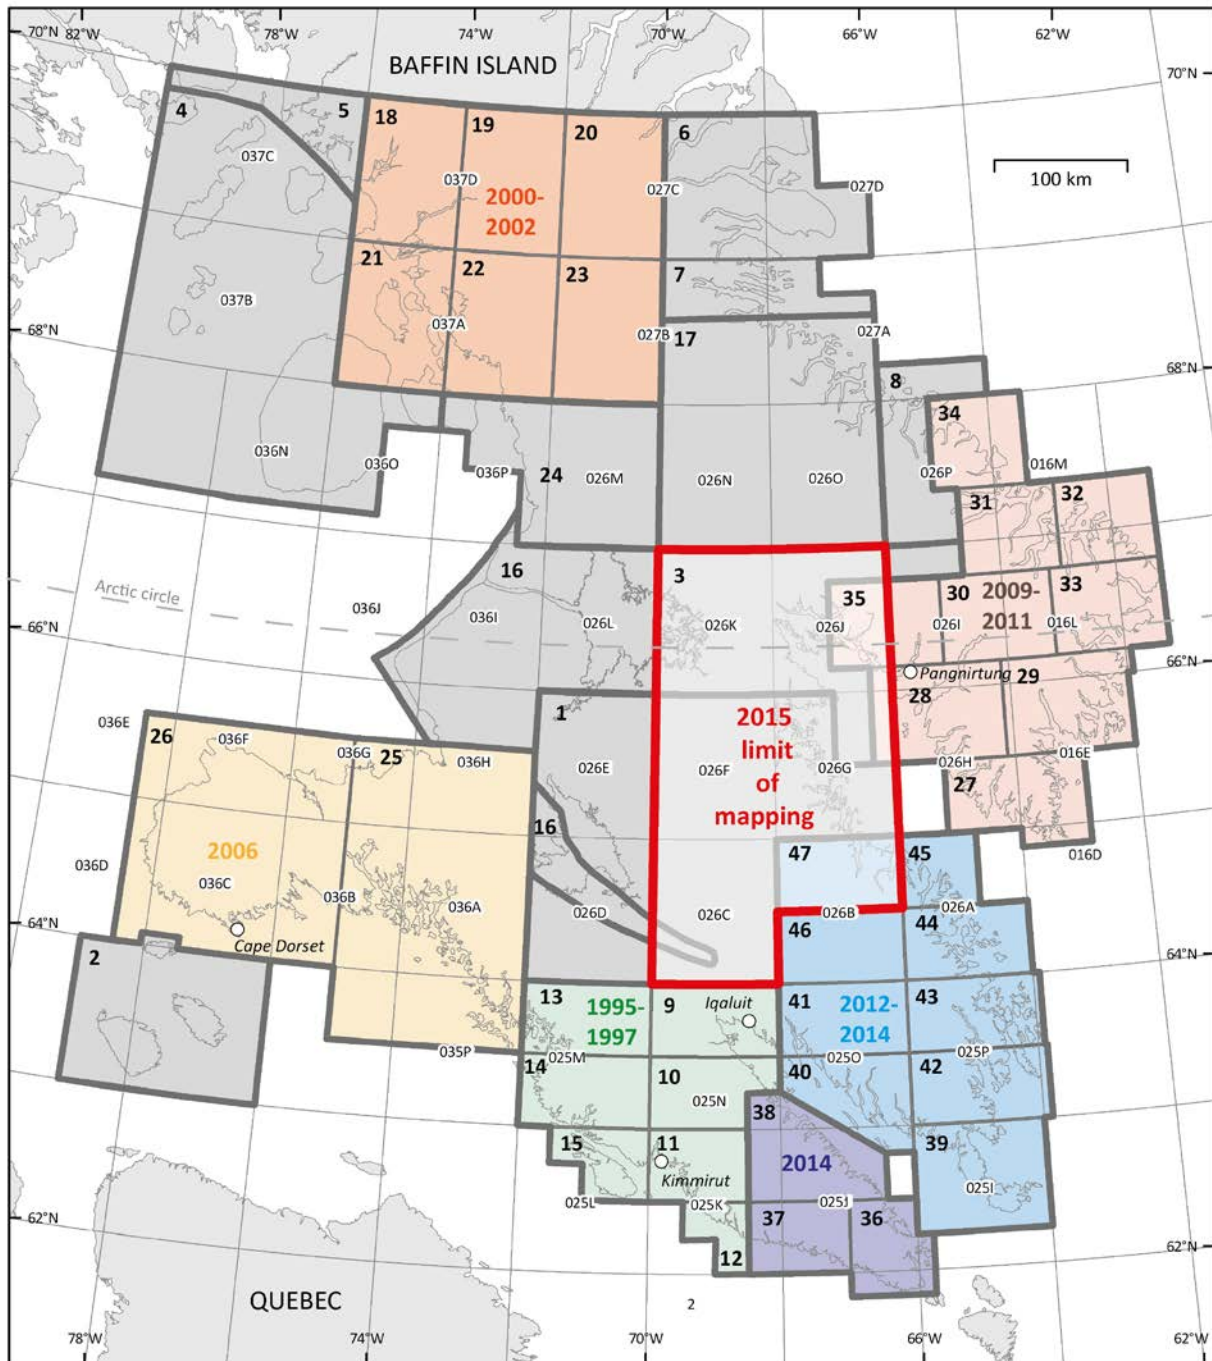 82°W
78°W
74°W
70°W
66°W
62°W
70°N
70°N
BAFFIN ISLAND
4
5
18
19
20
6
037C
037D
027C
027D
100 km
2000-
2002
21
22
23
7
037B
037A
027B
027A
68°N
68°N
17
8
34
036N
036O
036P
24
026M
026N
026O
026P
016M
31
32
16
3
Arctic circle
036J
036I
026L
026K
35
026J
30
026I
2009-
2011
33
016L
66°N
66°N
Pangnirtung
28
29
1
036E
26
036F
036G
25
036H
026E
026F
2015
limit
of
mapping
026G
026H
016E
27
16
47
45
016D
2006
036D
036C
036B
036A
026D
026C
026B
026A
46
44
64°N
64°N
Cape Dorset
2
13
1995-
1997
9
Iqaluit
41
2012-
2014
43
035P
14
025M
025O
025P
10
40
42
025N
38
15
11
39
2014
Kimmirut
025L
025K
025J
025I
37
36
62°N
62°N
12
QUEBEC
2
78°W
74°W
70°W
66°W
62°W